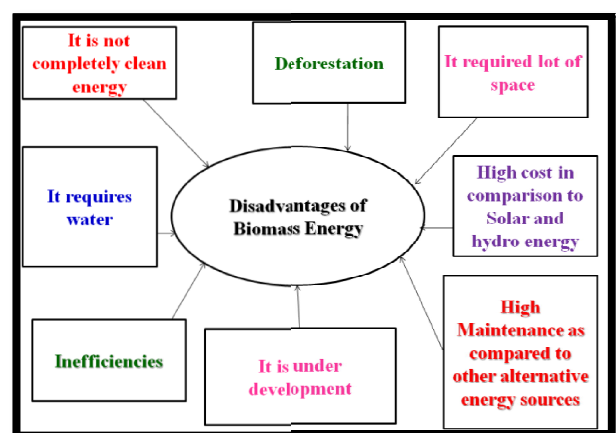 It is not
completely clean
energy
Deforestation
It required lot of
space
It requires
water
Disadvantages of
Biomass Energy
High cost in
comparison to
Solar and
hydro energy
Inefficiencies
It is under
development
High
Maintenance as
compared to
other alternative
energy sources